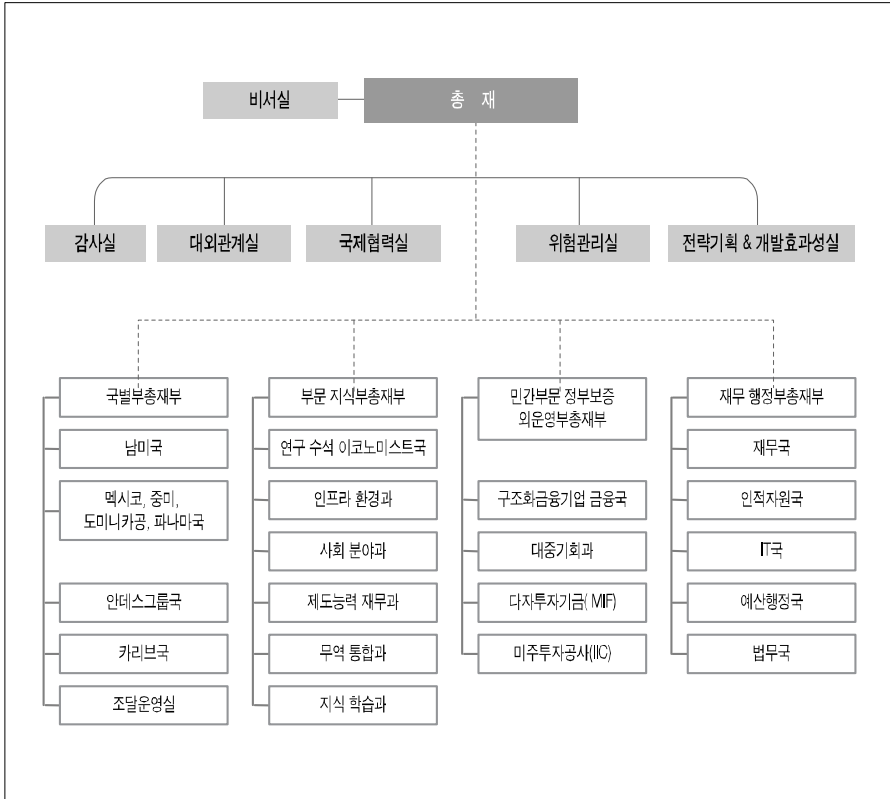 비서실
총 재
감사실
대외관계실
국제협력실
위험관리실
전략기획 & 개발효과성실
국별부총재부
남미국
멕시코, 중미,
도미니카공, 파나마국
안데스그룹국
카리브국
조달운영실
부문 지식부총재부
연구 수석 이코노미스트국
인프라 환경과
사회 분야과
제도능력 재무과
무역 통합과
지식 학습과
민간부문 정부보증
외운영부총재부
구조화금융기업 금융국
대중기회과
다자투자기금( MIF)
미주투자공사(IIC)
재무 행정부총재부
재무국
인적자원국
IT국
예산행정국
법무국